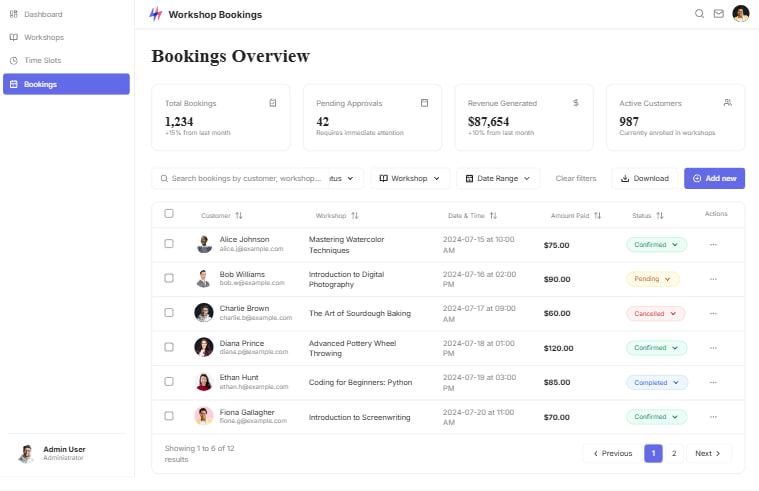 Dashboard
Workshops
Time Slots
Bookings
Admin User
Administrator
Workshop Bookings
Bookings Overview
Total Bookings
1,234
+15% from last month
Pending Approvals
42
Requires immediate attention
Revenue Generated
$
$87,654
+10% from last month
Active Customers
987
Currently enrolled in workshops
Search bookings by customer, workshop...
tus
Workshop
Date Range
Clear filters
Download
Add new
Customer
Workshop
Date & Time
Amount Paid
Status
Actions
Alice Johnson
alice.j@example.com
Mastering Watercolor
Techniques
2024-07-15 at 10:00
AM
$75.00
Confirmed
Bob Williams
bob.w@example.com
Introduction to Digital
Photography
2024-07-16 at 02:00
PM
$90.00
Pending
Charlie Brown
charlie.b@example.com
The Art of Sourdough Baking
2024-07-17 at 09:00
AM
$60.00
Cancelled
Diana Prince
diana.p@example.com
Advanced Pottery Wheel
Throwing
2024-07-18 at 01:00
PM
$120.00
Confirmed
Ethan Hunt
ethan.h@example.com
Coding for Beginners: Python
2024-07-19 at 03:00
PM
$85.00
Completed
Fiona Gallagher
fiona.g@example.com
Introduction to Screenwriting
2024-07-20 at 11:00
AM
$70.00
Confirmed
Showing 1 to 6 of 12
results
Previous
1
2
Next